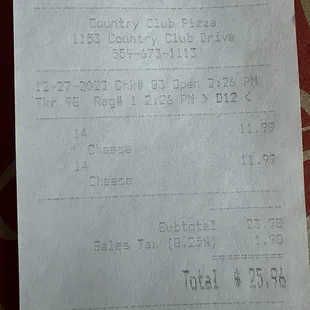 Country Club Pizza
1153 Country Club Drive
559-673-1113
12-27-2023 Chk# 83 Open 2:26 PM
Tkr 98 Reg# 1 2:26 PM > D12 <
14 11.99
Cheese
14 11.99
Cheese
Subtotal 23.98
Sales Tax (8.25%) 1.98
Total $ 25.96